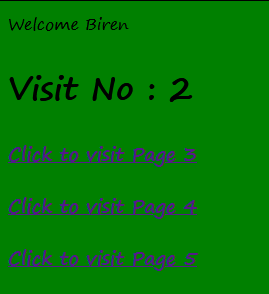 Welcome Biren
Visit No : 2
Click to visit Page 3
Click to visit Page 4
Click to visit Page 5